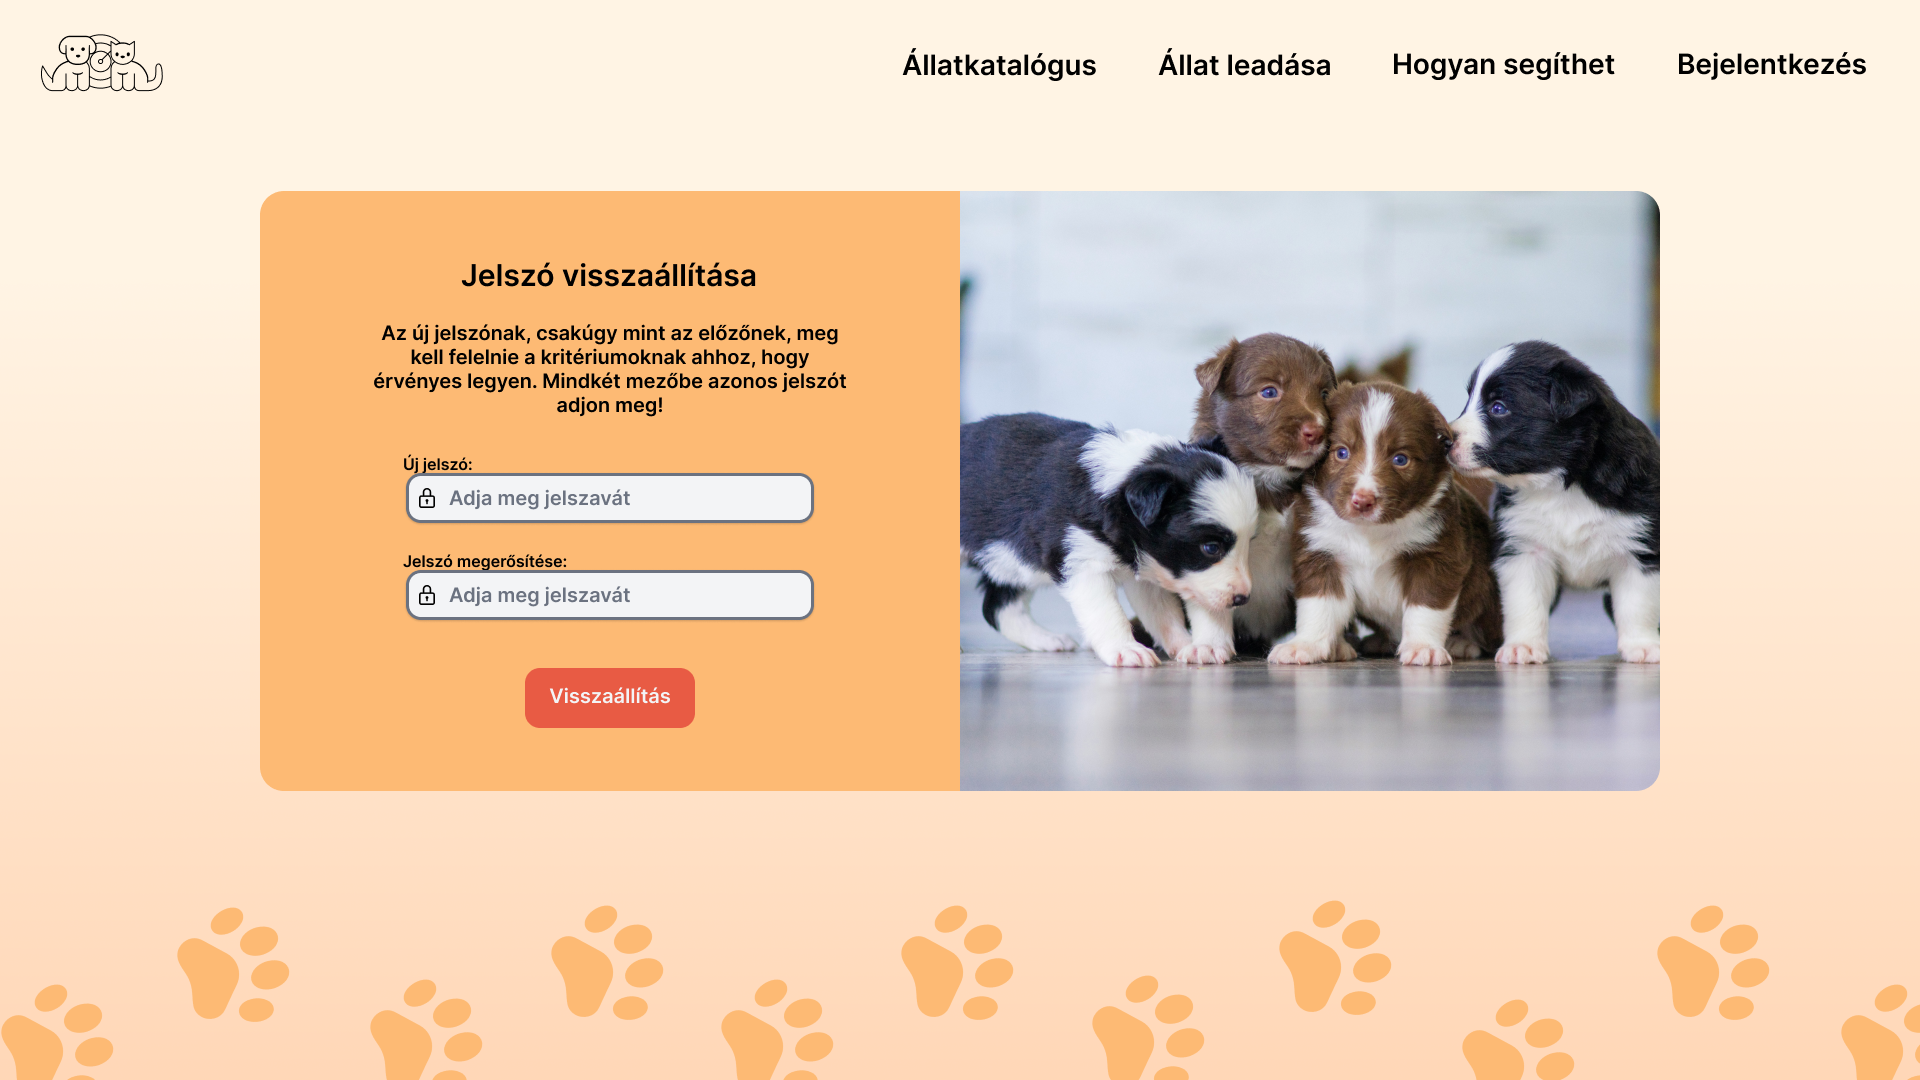 Állatkatalógus
Állat leadása
Hogyan segíthet
Bejelentkezés
Jelszó visszaállítása
Az új jelszónak, csakúgy mint az előzőnek, meg
kell felelnie a kritériumoknak ahhoz, hogy
érvényes legyen. Mindkét mezőbe azonos jelszót
adjon meg!
Új jelszó:
Adja meg jelszavát
Jelszó megerősítése:
Adja meg jelszavát
Visszaállítás